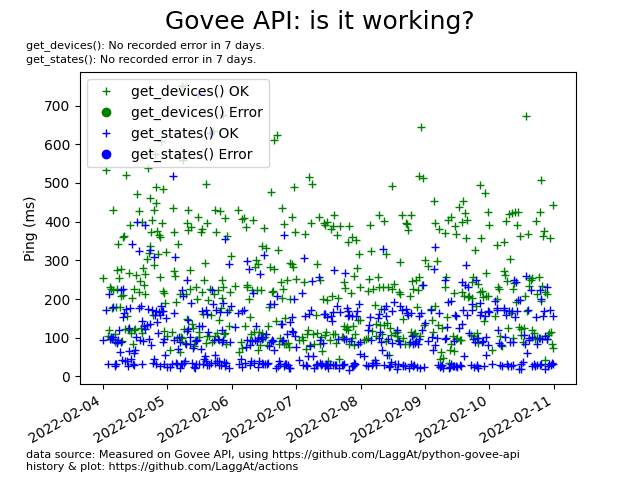 Govee API: is it working?
get_devices(): No recorded error in 7 days.
get_states(): No recorded error in 7 days.
get_devices() OK
get_devices() Error
get_states() OK
get_states() Error
Ping (ms)
700
600
500
400
300
200
100
0
2022-02-04
2022-02-05
2022-02-06
2022-02-07
2022-02-08
2022-02-09
2022-02-10
2022-02-11
data source: Measured on Govee API, using https://github.com/LaggAt/python-govee-api
history & plot: https://github.com/LaggAt/actions